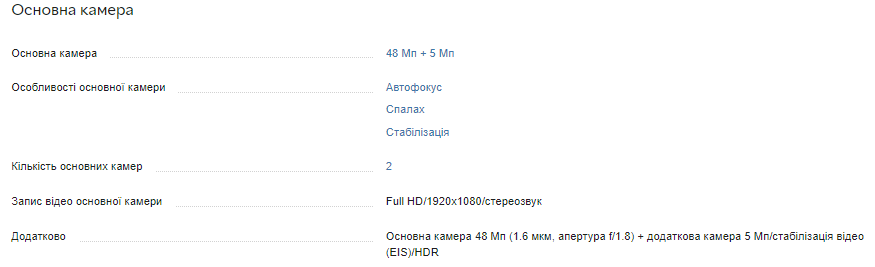 Основна камера
Основна камера 48 Мп + 5 Мп
Особливості основної камери Автофокус
Спалах
Стабілізація
Кількість основних камер 2
Запис відео основної камери Full HD/1920x1080/стереозвук
Додатково Основна камера 48 Мп (1.6 мкм, апертура f/1.8) + додаткова камера 5 Мп/стабілізація відео
(EIS)/HDR